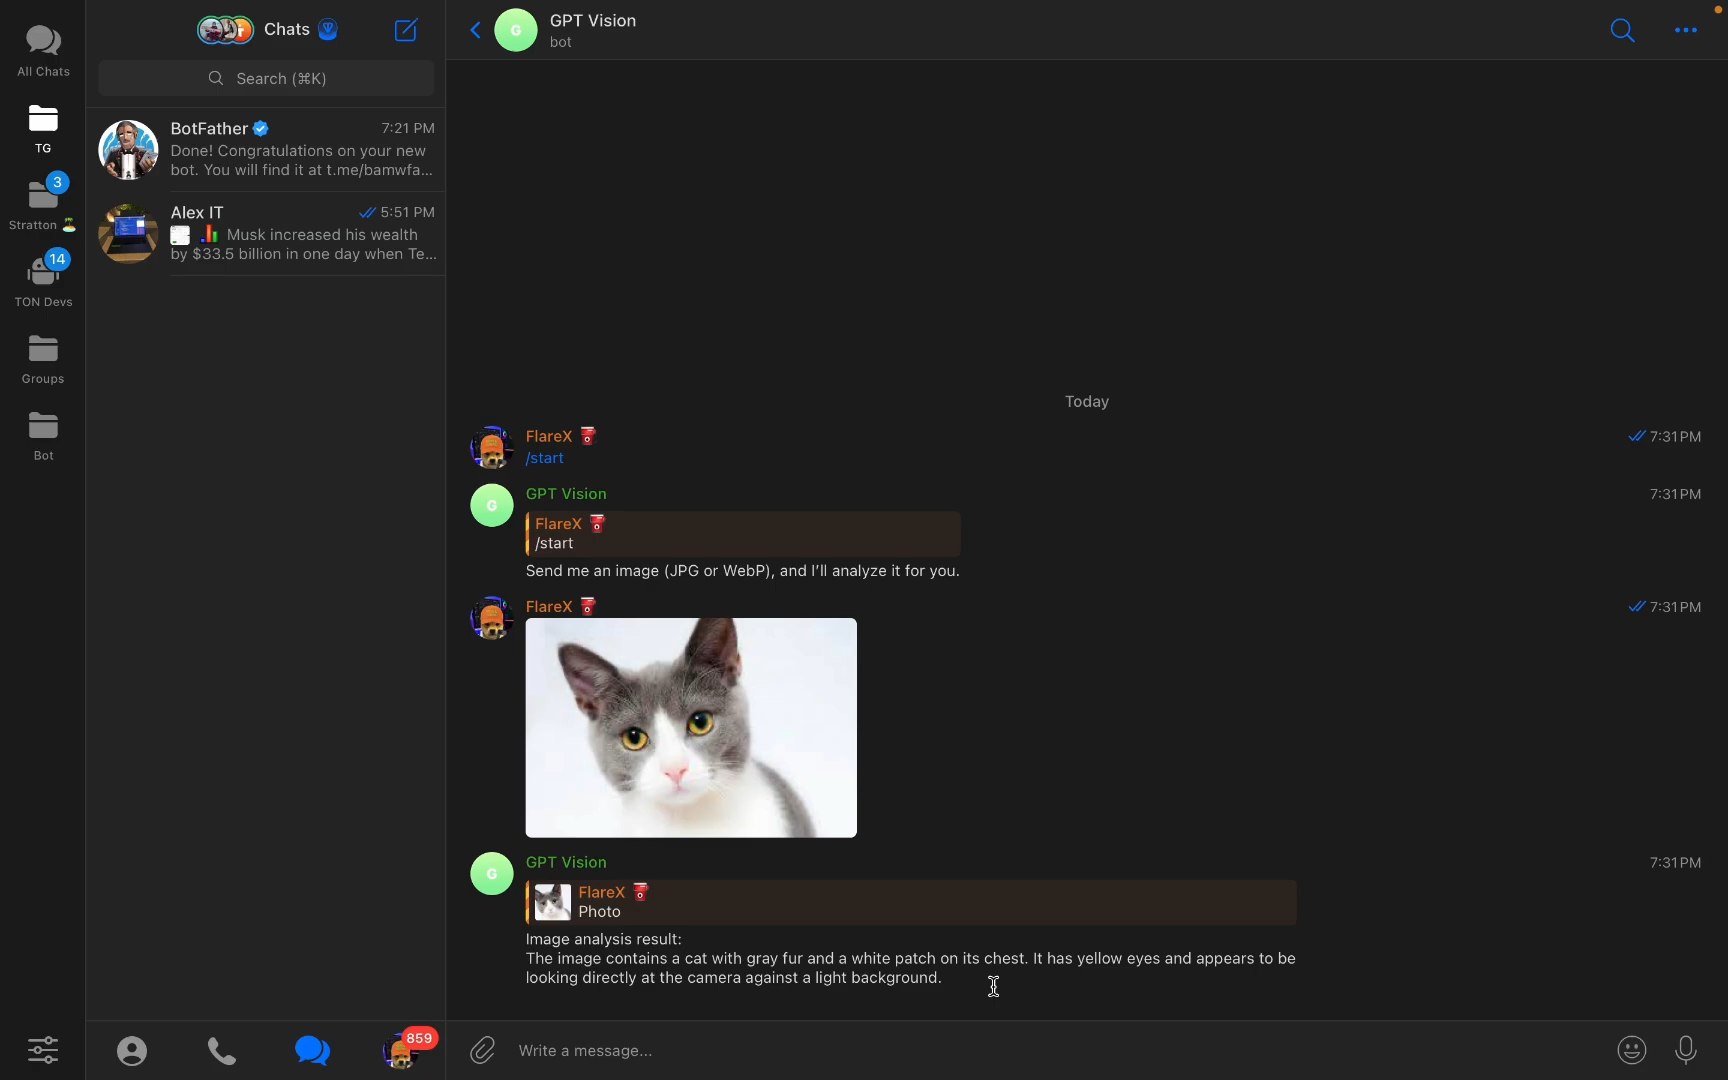 All Chats
TG
3
Stratton
14
TON Devs
Groups
Bot
Chats
Search (⌘K)
BotFather
7:21 PM
Done! Congratulations on your new
bot. You will find it at t.me/bamwfa...
Alex IT
5:51 PM
Musk increased his wealth
by $33.5 billion in one day when Te...
859
G
GPT Vision
bot
Today
FlareX
7:31PM
/start
G
GPT Vision
7:31PM
FlareX
/start
Send me an image (JPG or WebP), and I'll analyze it for you.
FlareX
7:31PM
G
GPT Vision
7:31PM
FlareX
Photo
Image analysis result:
The image contains a cat with gray fur and a white patch on its chest. It has yellow eyes and appears to be
looking directly at the camera against a light background.
Write a message...